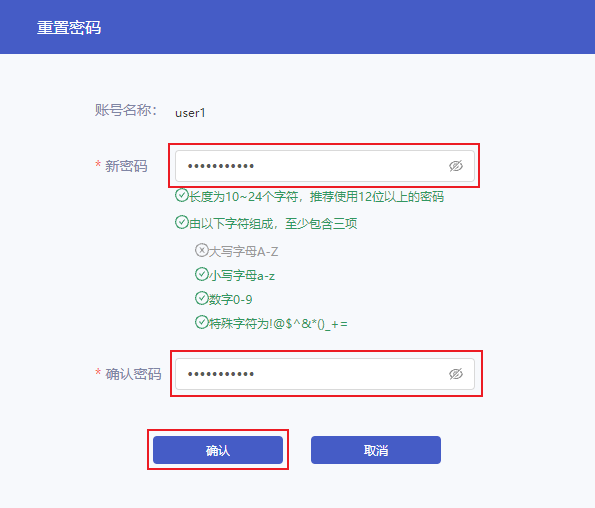 重置密码
账号名称： user1
* 新密码 •••••••••••
长度为10~24个字符，推荐使用12位以上的密码
由以下字符组成，至少包含三项
大写字母A-Z
小写字母a-z
数字0-9
特殊字符为!@$^&*()_+=
* 确认密码 •••••••••••
确认 取消